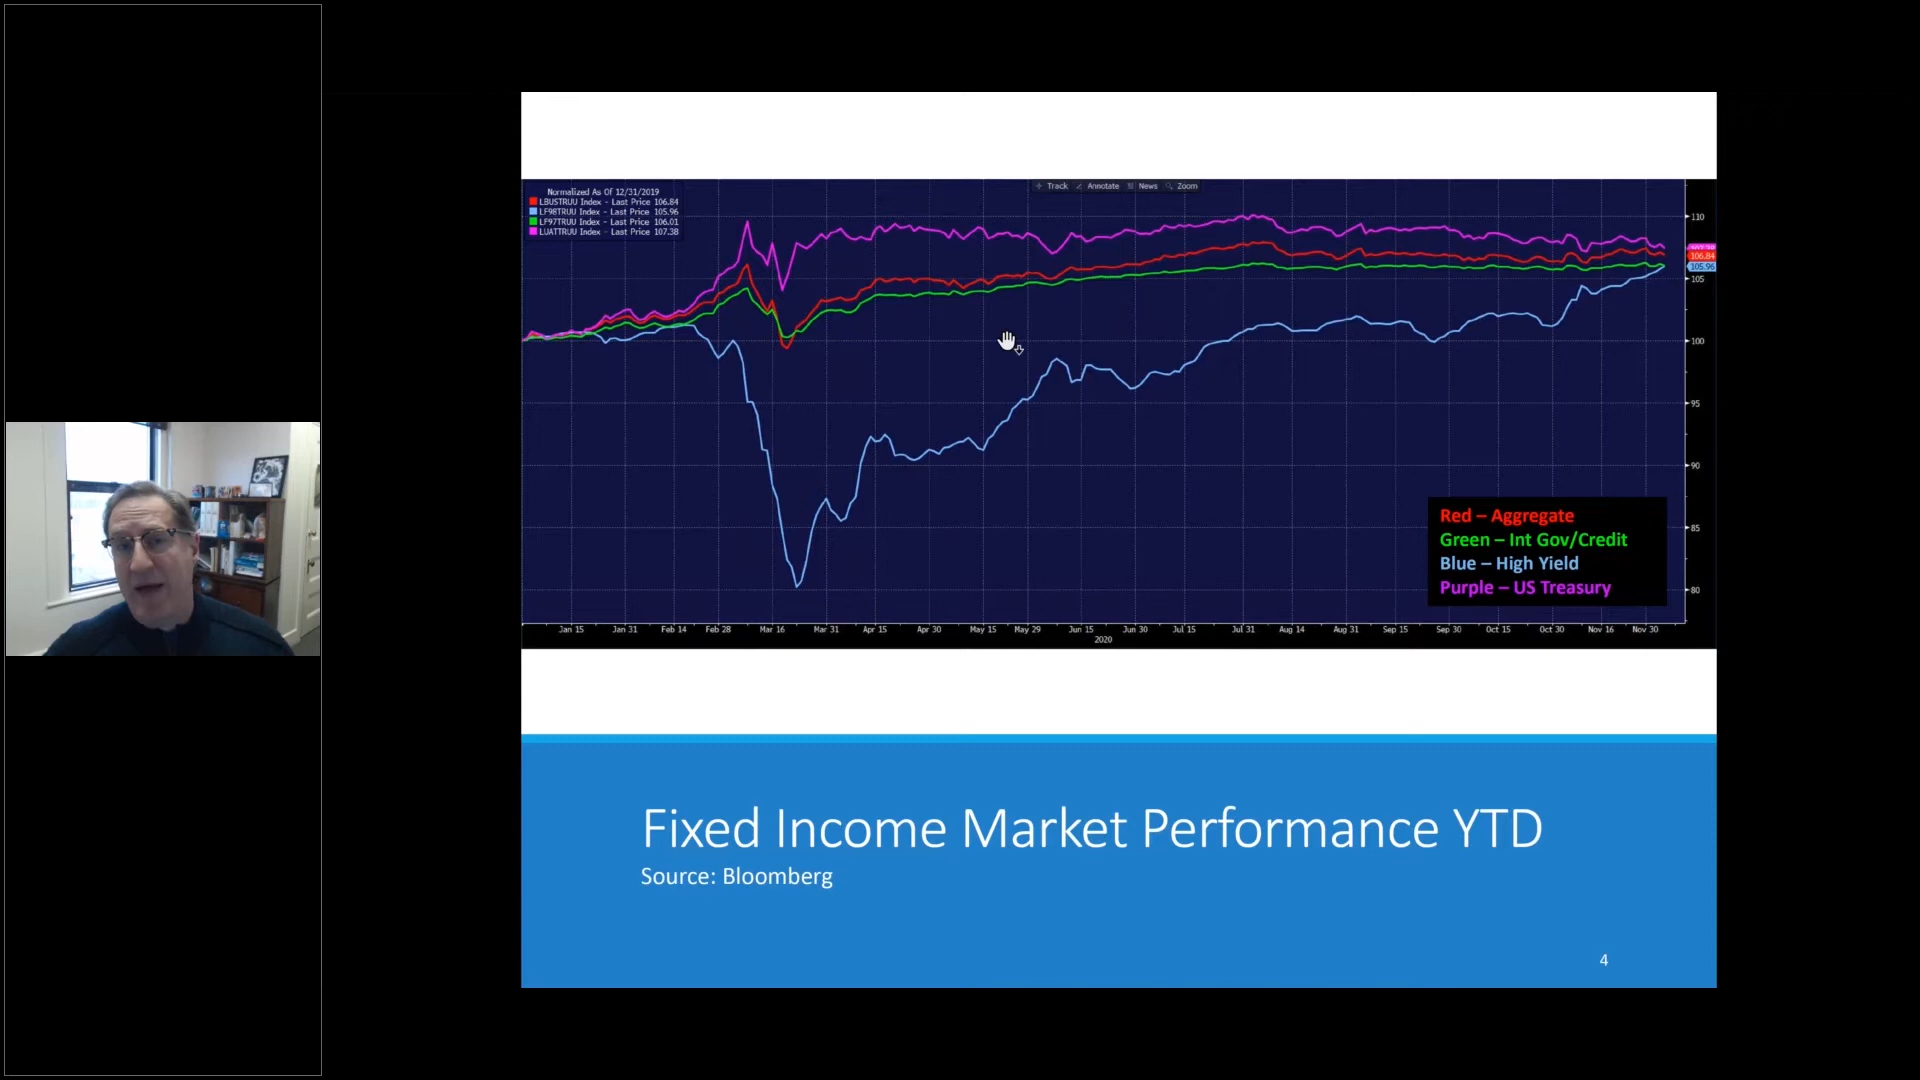 Normalized As Of 12/31/2019
LBUSTRUU Index - Last Price 106.84
LF98TRUU Index - Last Price 105.96
LF97TRUU Index - Last Price 106.01
LUATTRUU Index - Last Price 107.38
Track Annotate News Zoom
110
107.38
106.84
105.96
105
100
95
90
85
80
Red – Aggregate
Green – Int Gov/Credit
Blue – High Yield
Purple – US Treasury
Jan 15 Jan 31 Feb 14 Feb 28 Mar 16 Mar 31 Apr 15 Apr 30 May 15 May 29 Jun 15 Jun 30 Jul 15 Jul 31 Aug 14 Aug 31 Sep 15 Sep 30 Oct 15 Oct 30 Nov 16 Nov 30
2020
Fixed Income Market Performance YTD
Source: Bloomberg
4